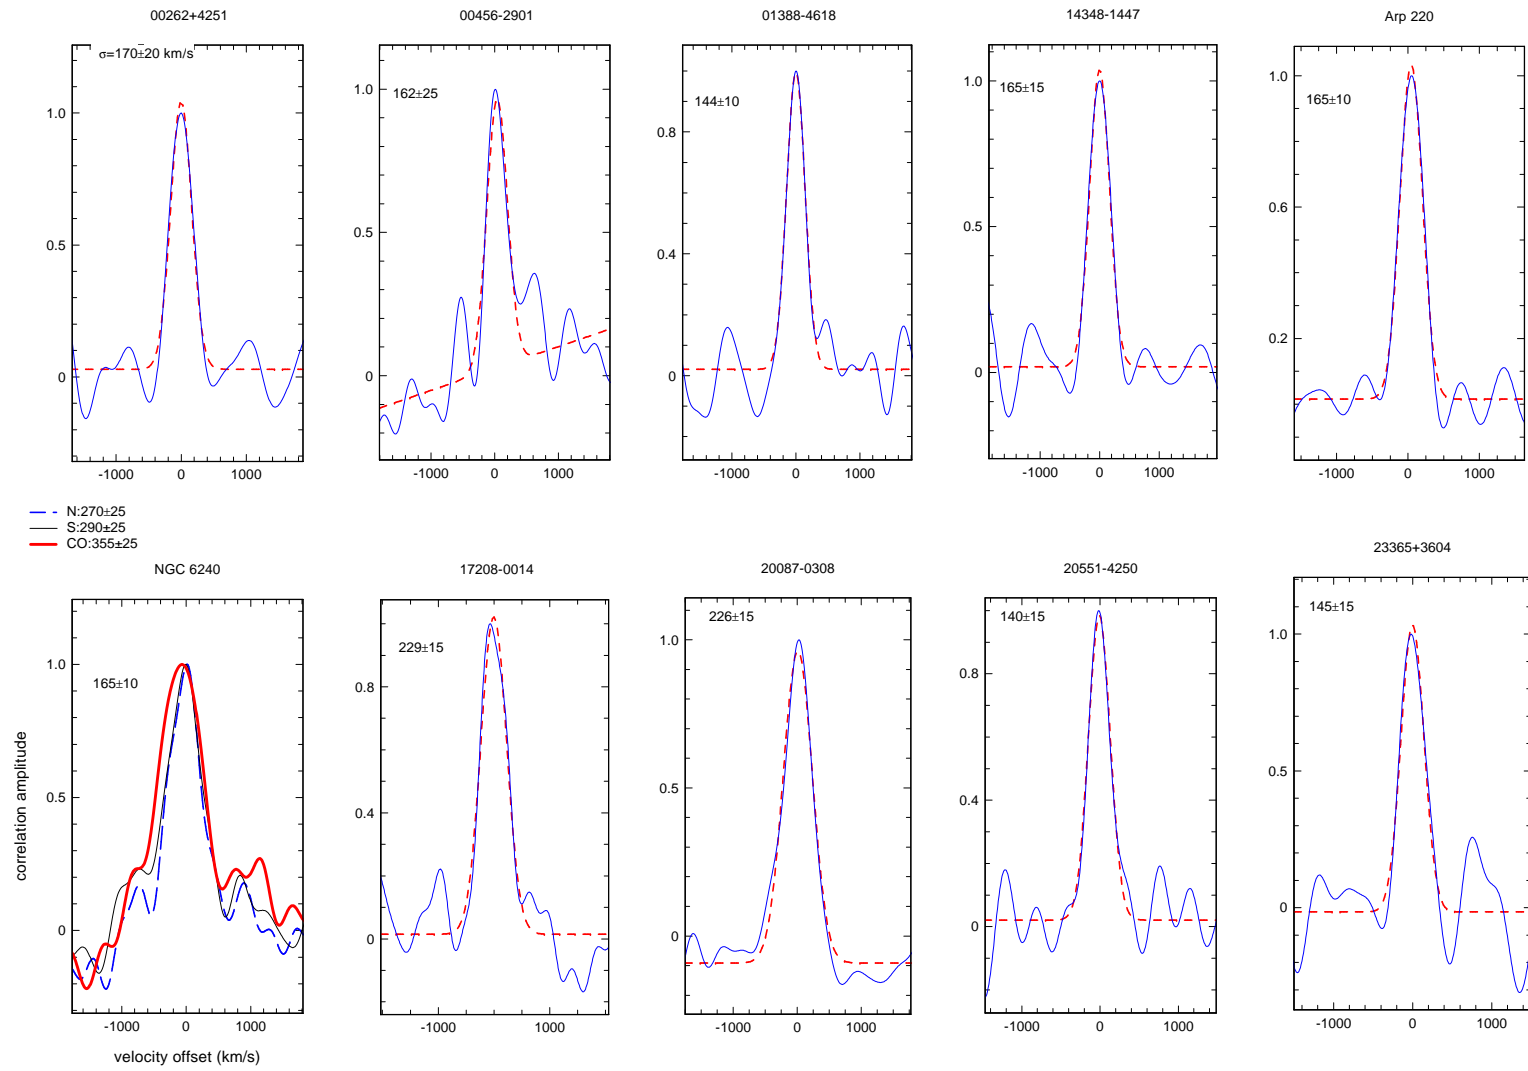 00262+4251
00456-2901
01388-4618
14348-1447
Arp 220
σ=170±20 km/s
162±25
144±10
165±15
165±10
1.0
0.5
0
1.0
0.5
0
0.8
0.4
0
1.0
0.5
0
1.0
0.6
0.2
-1000 0 1000
-1000 0 1000
-1000 0 1000
-1000 0 1000
-1000 0 1000
N:270±25
S:290±25
CO:355±25
NGC 6240
17208-0014
20087-0308
20551-4250
23365+3604
165±10
229±15
226±15
140±15
145±15
1.0
0.5
0
0.8
0.4
0
1.0
0.5
0
0.8
0.4
0
1.0
0.5
0
correlation amplitude
-1000 0 1000
-1000 0 1000
-1000 0 1000
-1000 0 1000
-1000 0 1000
velocity offset (km/s)